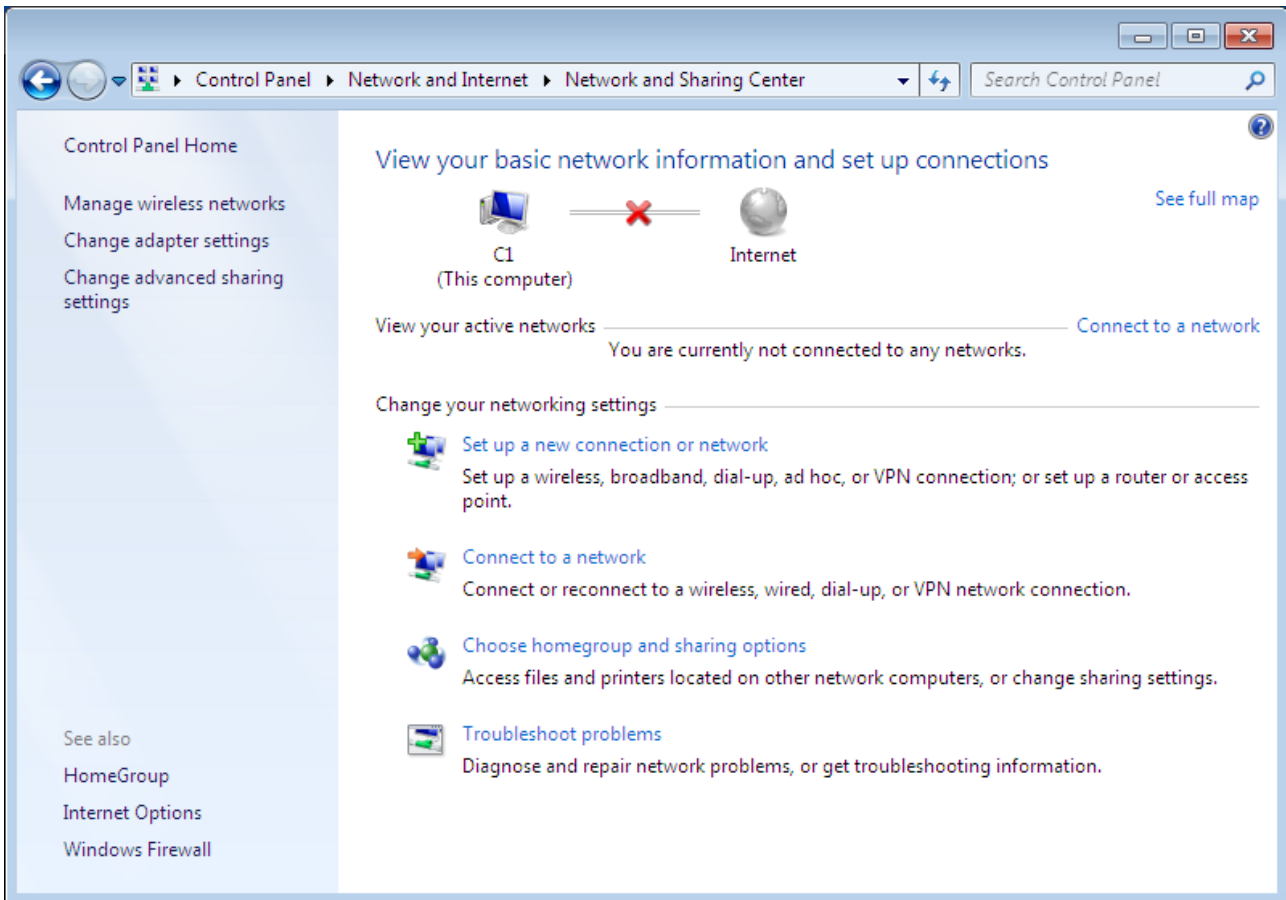 Control Panel Network and Internet Network and Sharing Center Search Control Panel
Control Panel Home
Manage wireless networks
Change adapter settings
Change advanced sharing
settings
See also
HomeGroup
Internet Options
Windows Firewall
View your basic network information and set up connections
See full map
C1
(This computer)
Internet
View your active networks Connect to a network
You are currently not connected to any networks.
Change your networking settings
Set up a new connection or network
Set up a wireless, broadband, dial-up, ad hoc, or VPN connection; or set up a router or access
point.
Connect to a network
Connect or reconnect to a wireless, wired, dial-up, or VPN network connection.
Choose homegroup and sharing options
Access files and printers located on other network computers, or change sharing settings.
Troubleshoot problems
Diagnose and repair network problems, or get troubleshooting information.